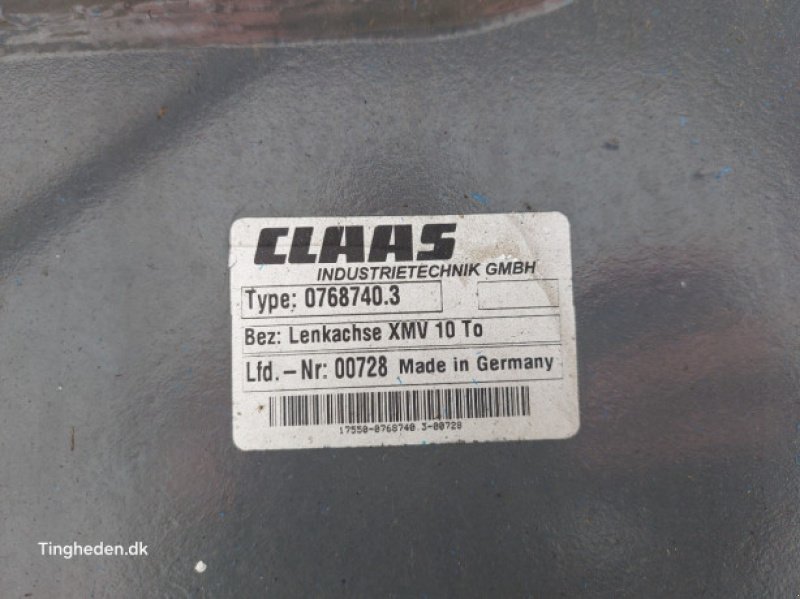 CLAAS
INDUSTRIETECHNIK GMBH
Type: 0768740.3
Bez: Lenkachse XMV 10 To
Lfd.-Nr: 00728 Made in Germany
17550-0768740.3-00728
Tingheden.dk